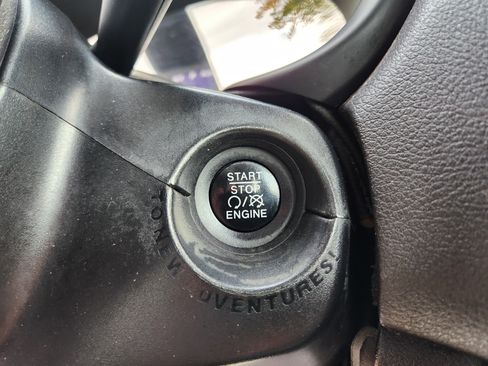 START
STOP
ENGINE
TO NEW ADVENTURES!